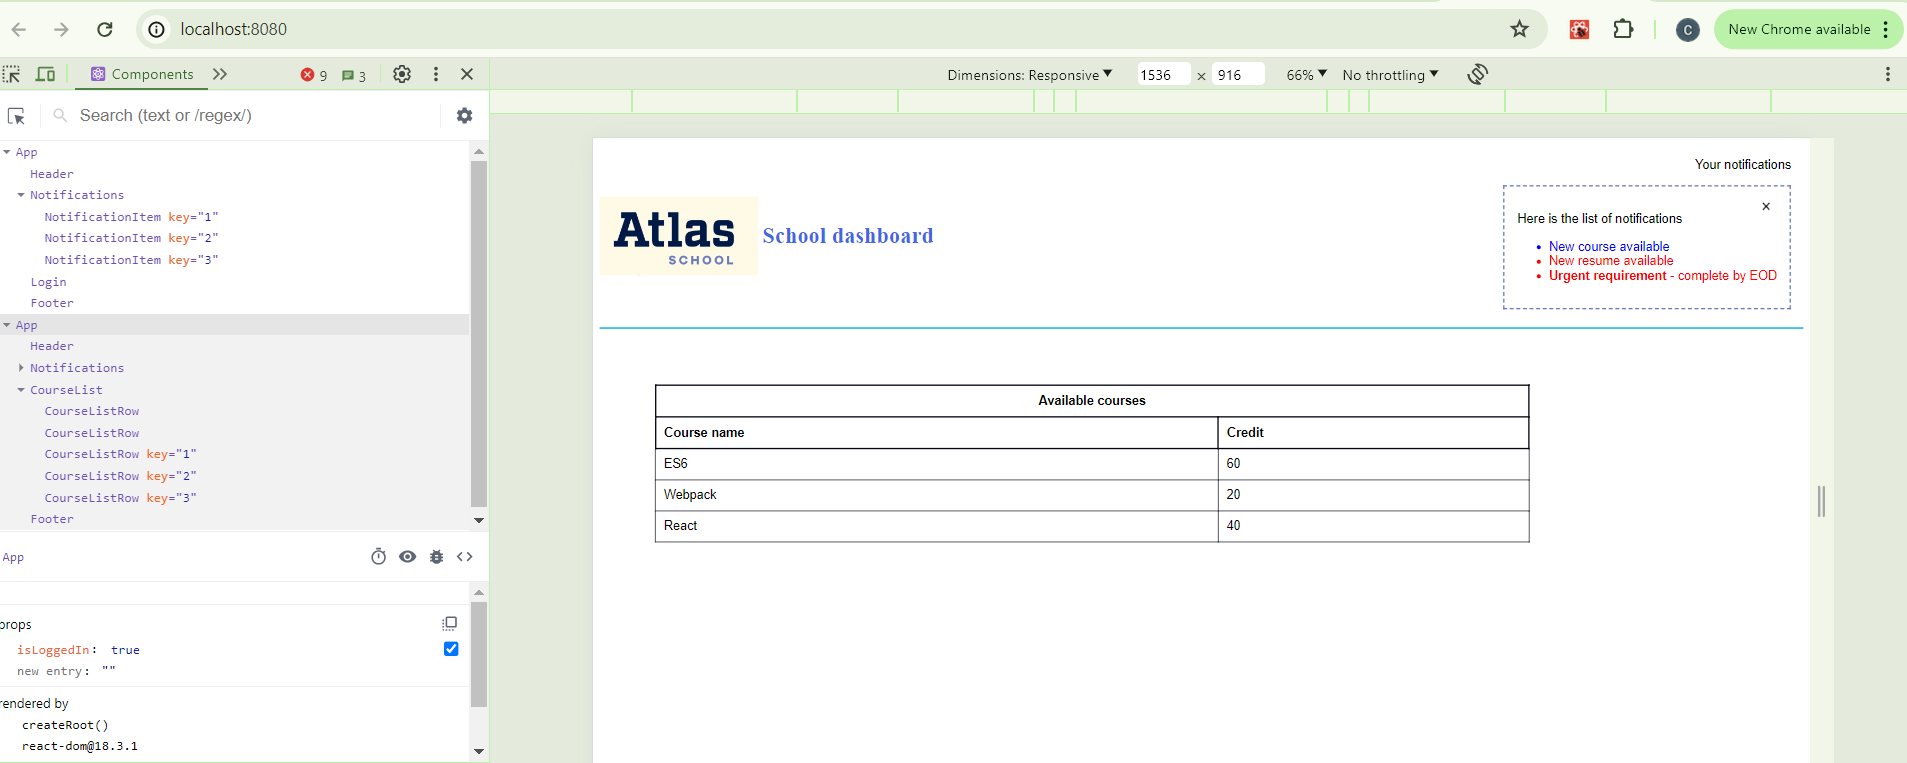 localhost:8080
C
New Chrome available
Components
9
3
Dimensions: Responsive
1536
x
916
66%
No throttling
Search (text or /regex/)
App
Header
Notifications
NotificationItem key="1"
NotificationItem key="2"
NotificationItem key="3"
Login
Footer
App
Header
Notifications
CourseList
CourseListRow
CourseListRow
CourseListRow key="1"
CourseListRow key="2"
CourseListRow key="3"
Footer
App
props
isLoggedIn: true
new entry: ""
rendered by
createRoot()
react-dom@18.3.1
Your notifications
Atlas
SCHOOL
School dashboard
Here is the list of notifications
New course available
New resume available
Urgent requirement - complete by EOD
Available courses
Course name Credit
ES6 60
Webpack 20
React 40